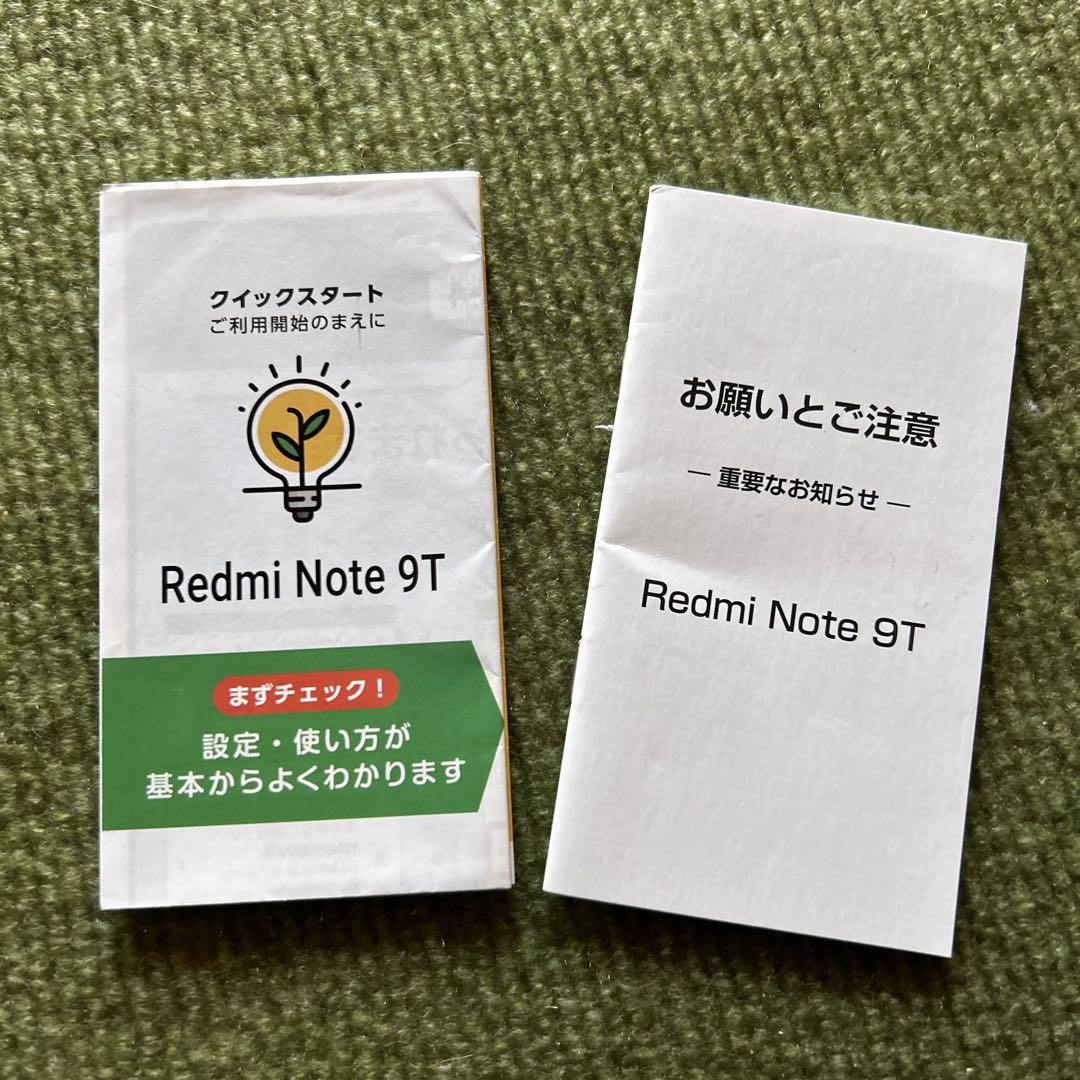 クイックスタート
ご利用開始のまえに
Redmi Note 9T
まずチェック！
設定・使い方が
基本からよくわかります
お願いとご注意
― 重要なお知らせ ―
Redmi Note 9T